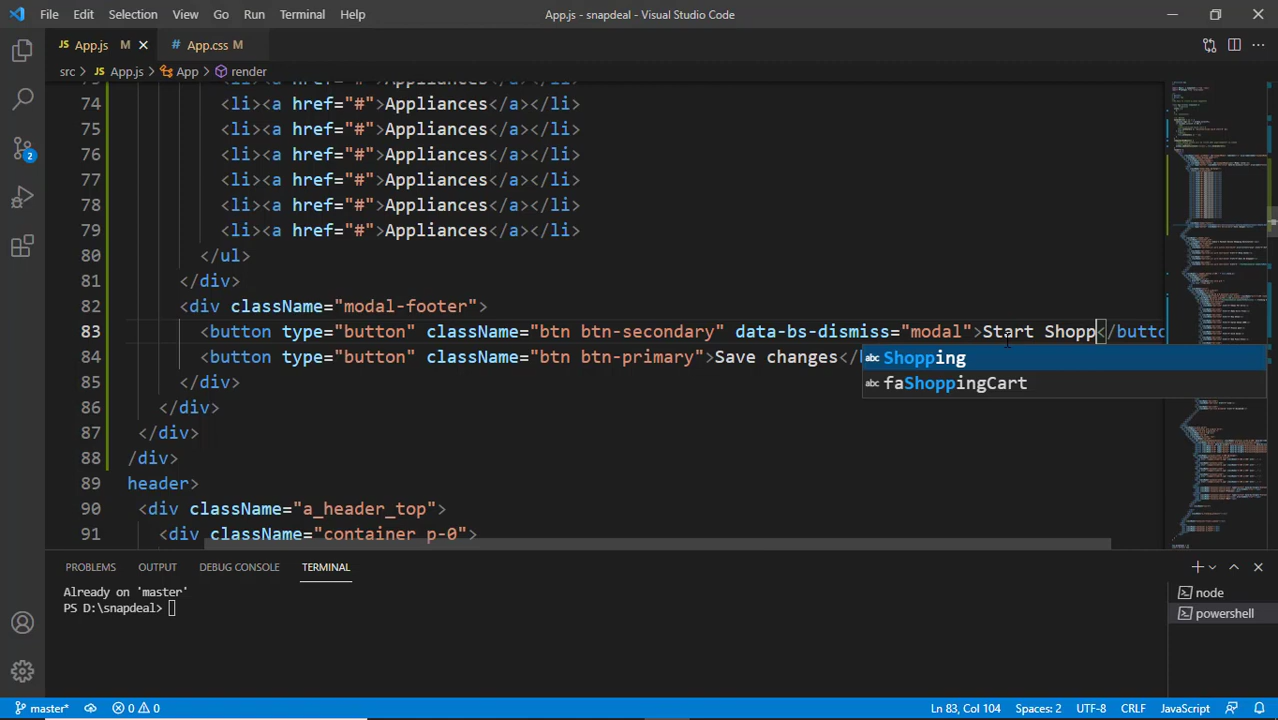 File Edit Selection View Go Run Terminal Help App.js - snapdeal - Visual Studio Code
JS App.js M # App.css M
src > JS App.js > App > render
74 <li><a href="#">Appliances</a></li>
75 <li><a href="#">Appliances</a></li>
76 <li><a href="#">Appliances</a></li>
77 <li><a href="#">Appliances</a></li>
78 <li><a href="#">Appliances</a></li>
79 <li><a href="#">Appliances</a></li>
80 </ul>
81 </div>
82 <div className="modal-footer">
83 <button type="button" className="btn btn-secondary" data-bs-dismiss="modal">Start Shopp</butto
84 <button type="button" className="btn btn-primary">Save changes</
abc Shopping
85 </div>
abc faShoppingCart
86 </div>
87 </div>
88 /div>
89 header>
90 <div className="a_header_top">
91 <div className="container p-0">
PROBLEMS OUTPUT DEBUG CONSOLE TERMINAL
Already on 'master'
PS D:\snapdeal>
node
powershell
2
master* 0 0 Ln 83, Col 104 Spaces: 2 UTF-8 CRLF JavaScript